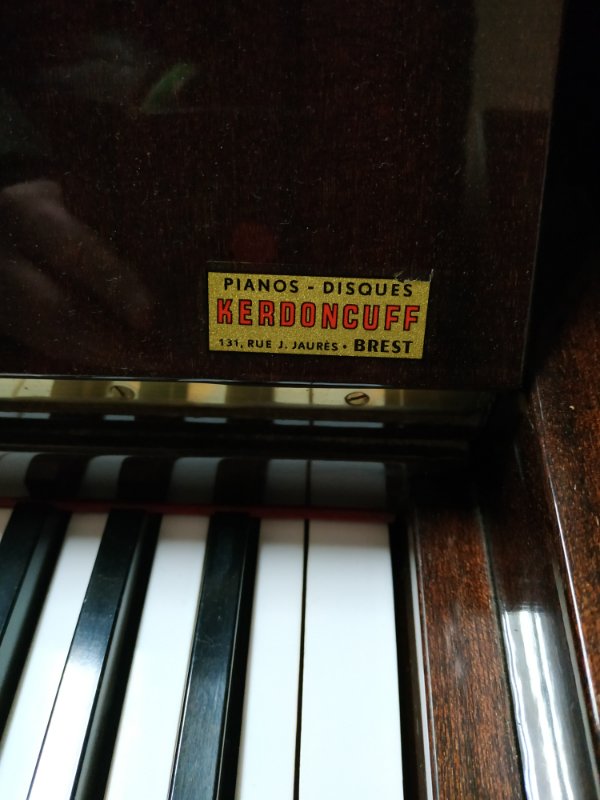 PIANOS - DISQUES
KERDONCUFF
131, RUE J. JAURÈS • BREST